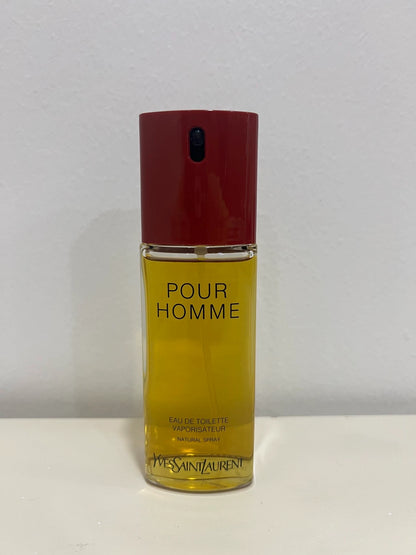 POUR
HOMME
EAU DE TOILETTE
VAPORISATEUR
NATURAL SPRAY
YVESSAINTLAURENT